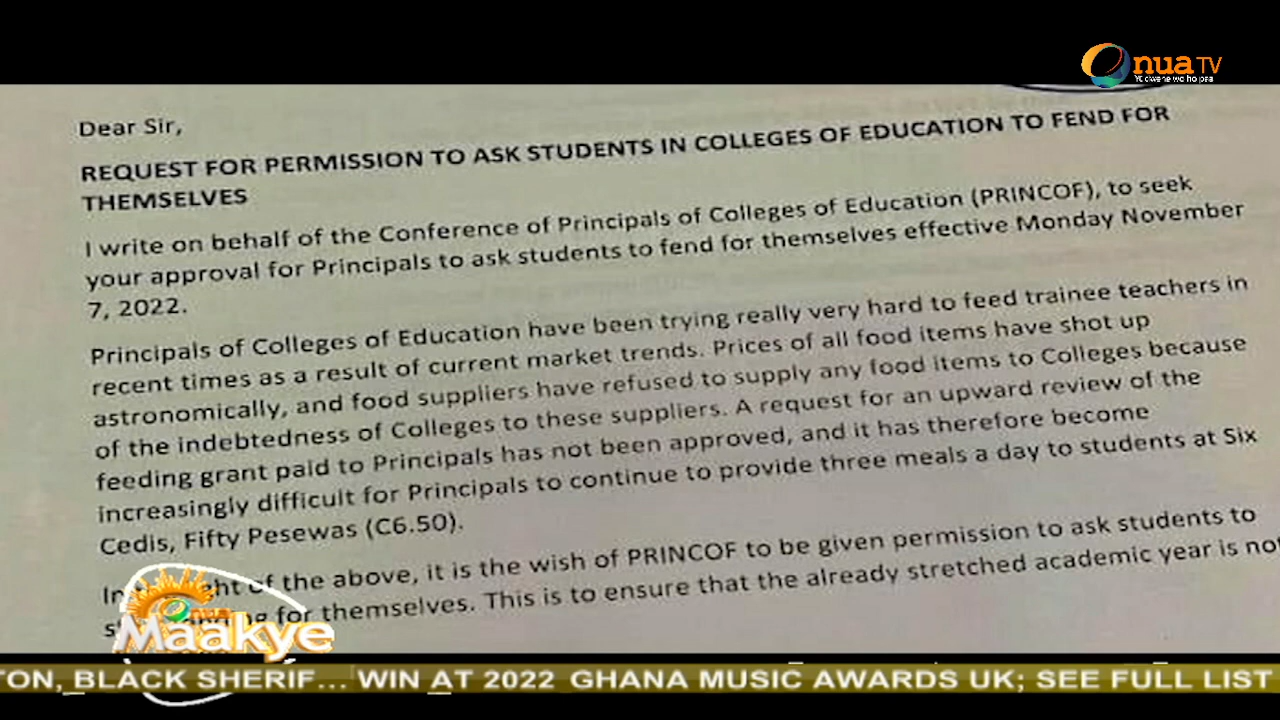 Onua TV
Yɛ dwene wo ho paa
Dear Sir,
REQUEST FOR PERMISSION TO ASK STUDENTS IN COLLEGES OF EDUCATION TO FEND FOR
THEMSELVES
I write on behalf of the Conference of Principals of Colleges of Education (PRINCOF), to seek
your approval for Principals to ask students to fend for themselves effective Monday November
7, 2022.
Principals of Colleges of Education have been trying really very hard to feed trainee teachers in
recent times as a result of current market trends. Prices of all food items have shot up
astronomically, and food suppliers have refused to supply any food items to Colleges because
of the indebtedness of Colleges to these suppliers. A request for an upward review of the
feeding grant paid to Principals has not been approved, and it has therefore become
increasingly difficult for Principals to continue to provide three meals a day to students at Six
Cedis, Fifty Pesewas (C6.50).
of the above, it is the wish of PRINCOF to be given permission to ask students to
for themselves. This is to ensure that the already stretched academic year is not
onua
Maakye
TON, BLACK SHERIF... WIN AT 2022 GHANA MUSIC AWARDS UK; SEE FULL LIST